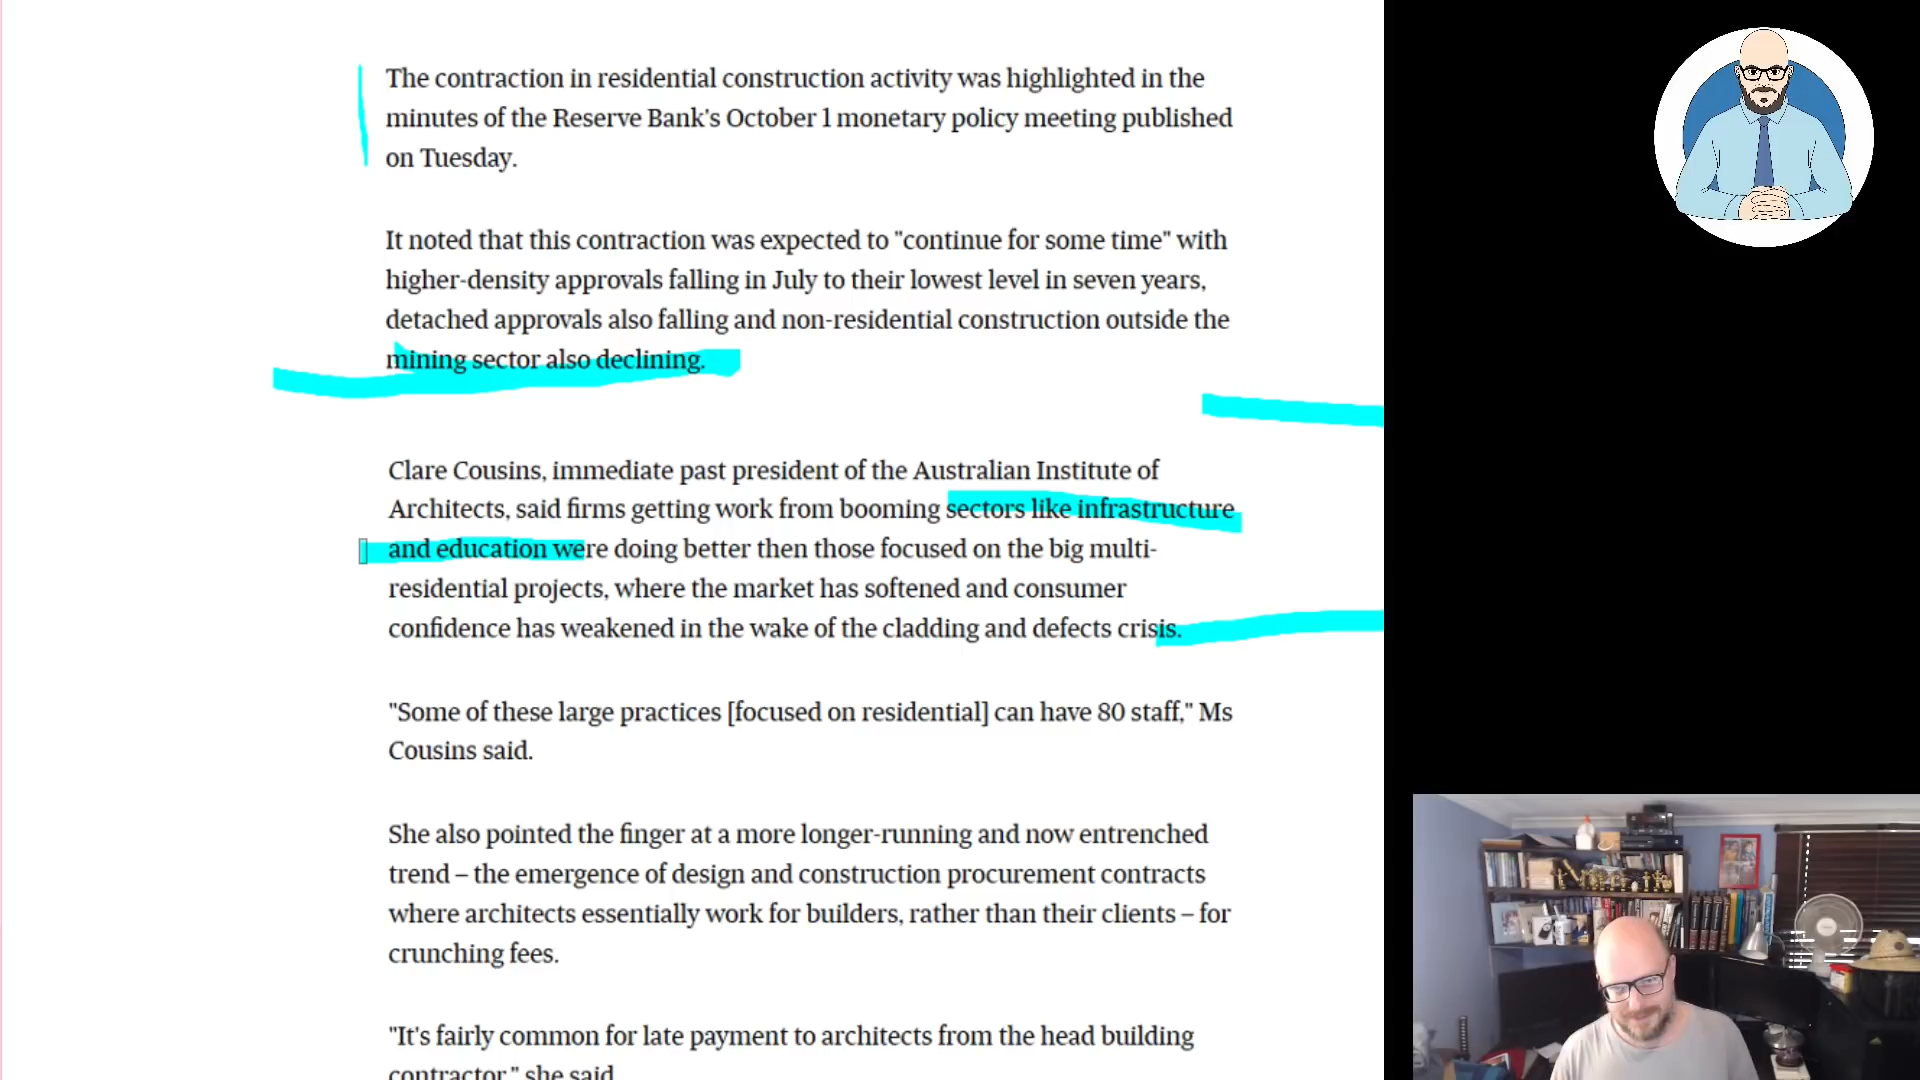 The contraction in residential construction activity was highlighted in the
minutes of the Reserve Bank's October 1 monetary policy meeting published
on Tuesday.
It noted that this contraction was expected to "continue for some time" with
higher-density approvals falling in July to their lowest level in seven years,
detached approvals also falling and non-residential construction outside the
mining sector also declining.
Clare Cousins, immediate past president of the Australian Institute of
Architects, said firms getting work from booming sectors like infrastructure
and education were doing better then those focused on the big multi-
residential projects, where the market has softened and consumer
confidence has weakened in the wake of the cladding and defects crisis.
"Some of these large practices [focused on residential] can have 80 staff," Ms
Cousins said.
She also pointed the finger at a more longer-running and now entrenched
trend – the emergence of design and construction procurement contracts
where architects essentially work for builders, rather than their clients – for
crunching fees.
"It's fairly common for late payment to architects from the head building
contractor," she said